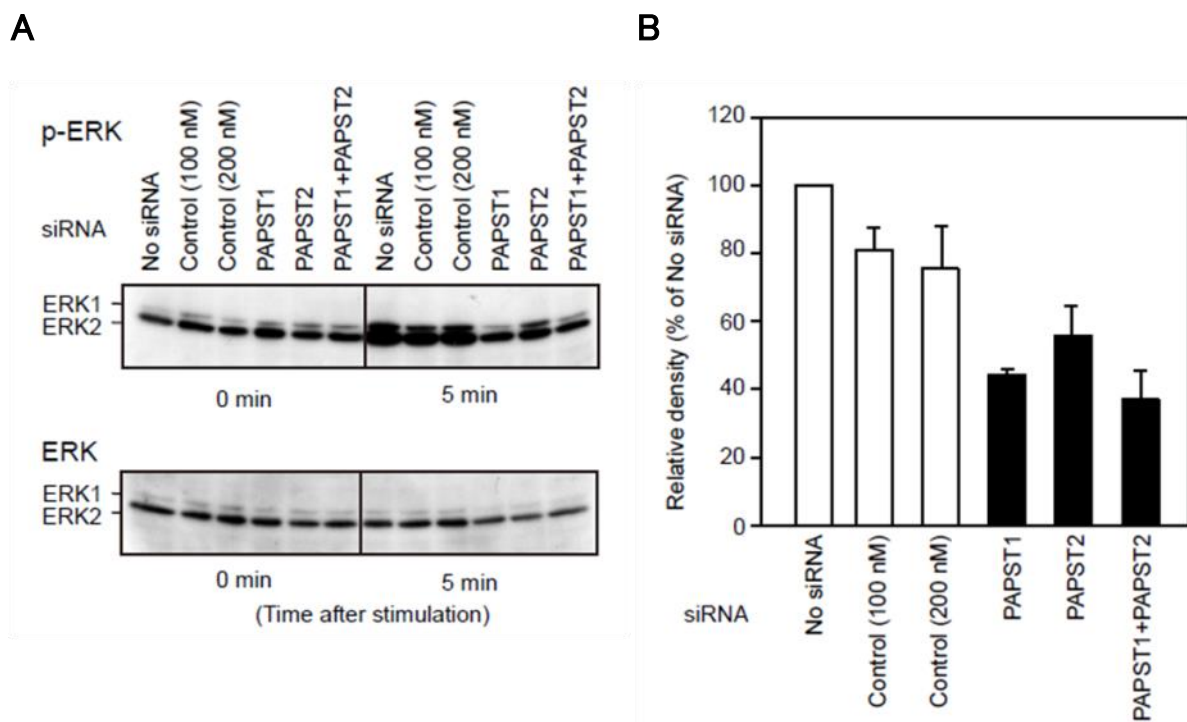 A
p-ERK
siRNA
No siRNA
Control (100 nM)
Control (200 nM)
PAPST1
PAPST2
PAPST1+PAPST2
No siRNA
Control (100 nM)
Control (200 nM)
PAPST1
PAPST2
PAPST1+PAPST2
ERK1
ERK2
0 min
5 min
ERK
ERK1
ERK2
0 min
5 min
(Time after stimulation)
B
Relative density (% of No siRNA)
120
100
80
60
40
20
0
siRNA
No siRNA
Control (100 nM)
Control (200 nM)
PAPST1
PAPST2
PAPST1+PAPST2